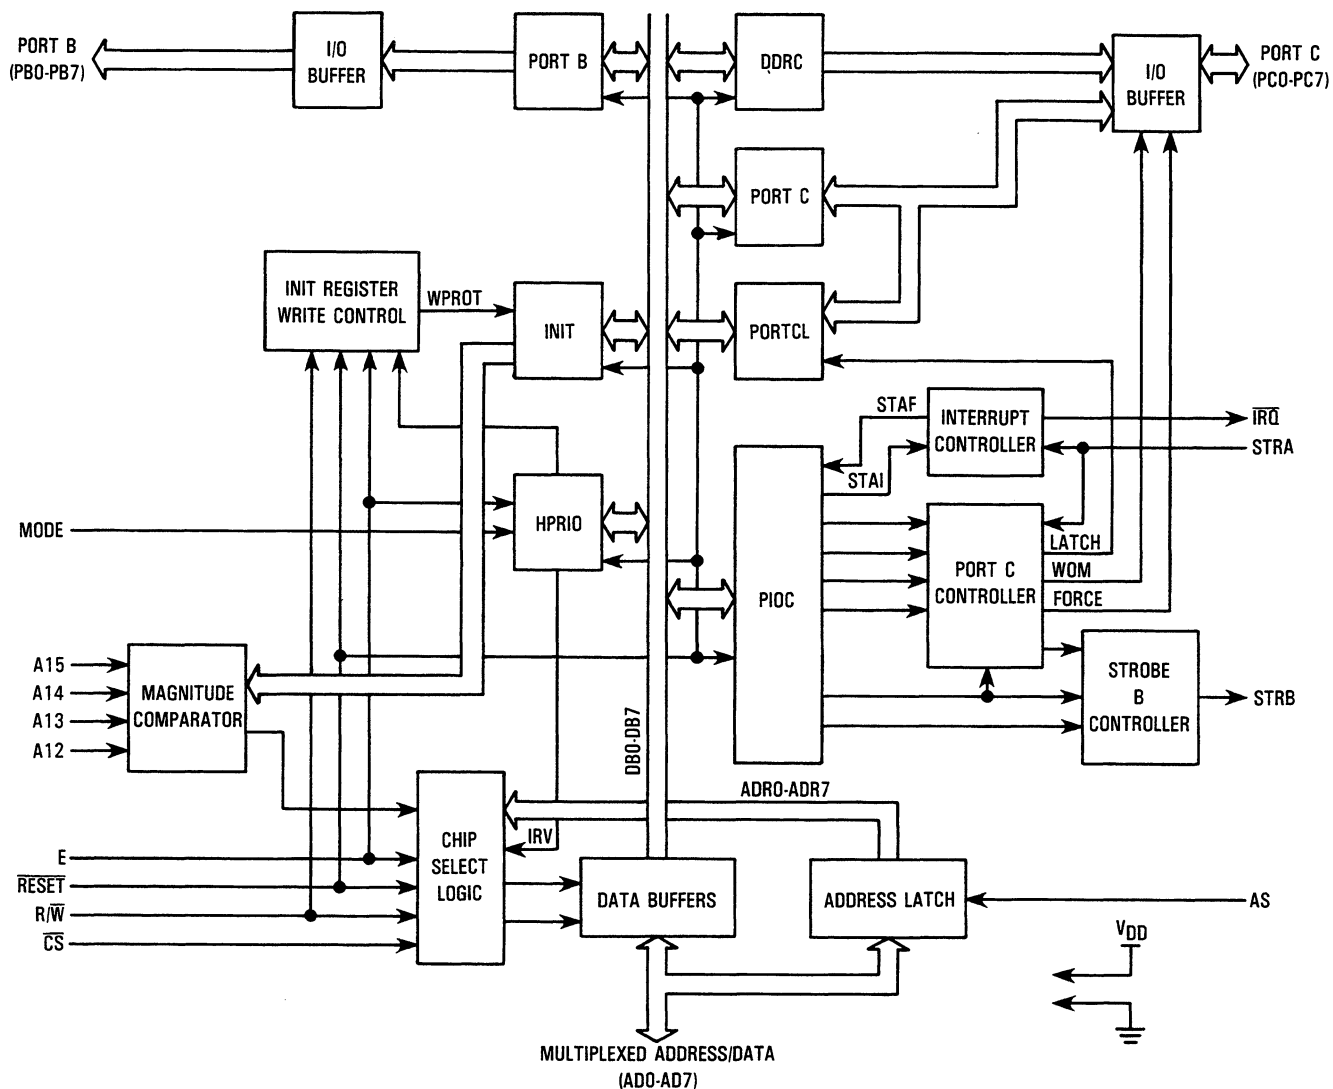 PORT B
(PB0-PB7)
I/O
BUFFER
PORT B
DDRC
I/O
BUFFER
PORT C
(PC0-PC7)
PORT C
INIT REGISTER
WRITE CONTROL
WPROT
INIT
PORTCL
STAF
INTERRUPT
CONTROLLER
IRQ
STRA
STAI
MODE
HPRIO
PIOC
PORT C
CONTROLLER
LATCH
WOM
FORCE
A15
A14
A13
A12
MAGNITUDE
COMPARATOR
STROBE
B
CONTROLLER
STRB
DB0-DB7
ADR0-ADR7
CHIP
SELECT
LOGIC
IRV
E
RESET
R/W
CS
DATA BUFFERS
ADDRESS LATCH
AS
VDD
MULTIPLEXED ADDRESS/DATA
(AD0-AD7)